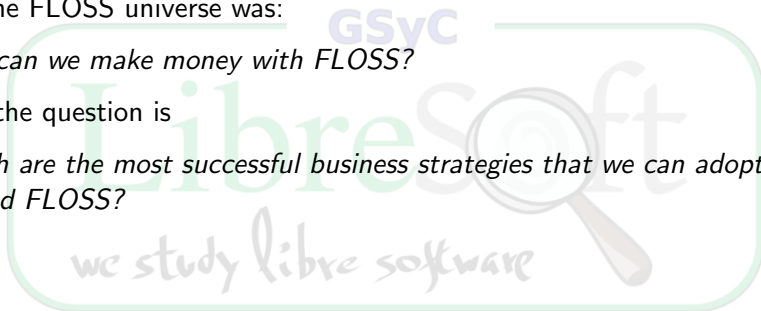 ne FLOSS universe was:
GSyC
can we make money with FLOSS?
the question is
LibreSoft
h are the most successful business strategies that we can adopt
d FLOSS?
we study libre software